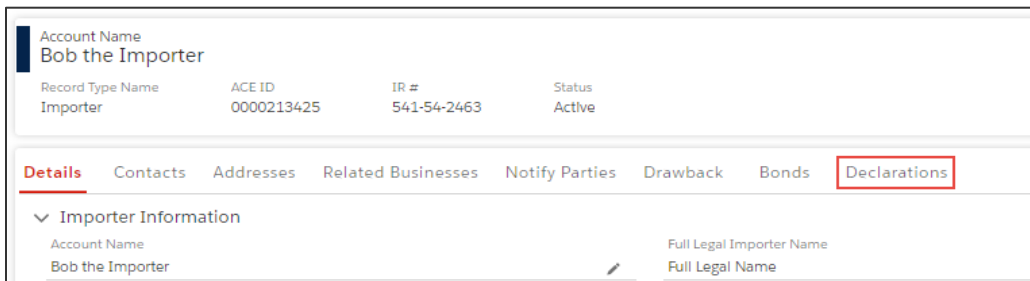 Account Name
Bob the Importer
Record Type Name ACE ID IR # Status
Importer 0000213425 541-54-2463 Active
Details Contacts Addresses Related Businesses Notify Parties Drawback Bonds Declarations
Importer Information
Account Name Full Legal Importer Name
Bob the Importer Full Legal Name